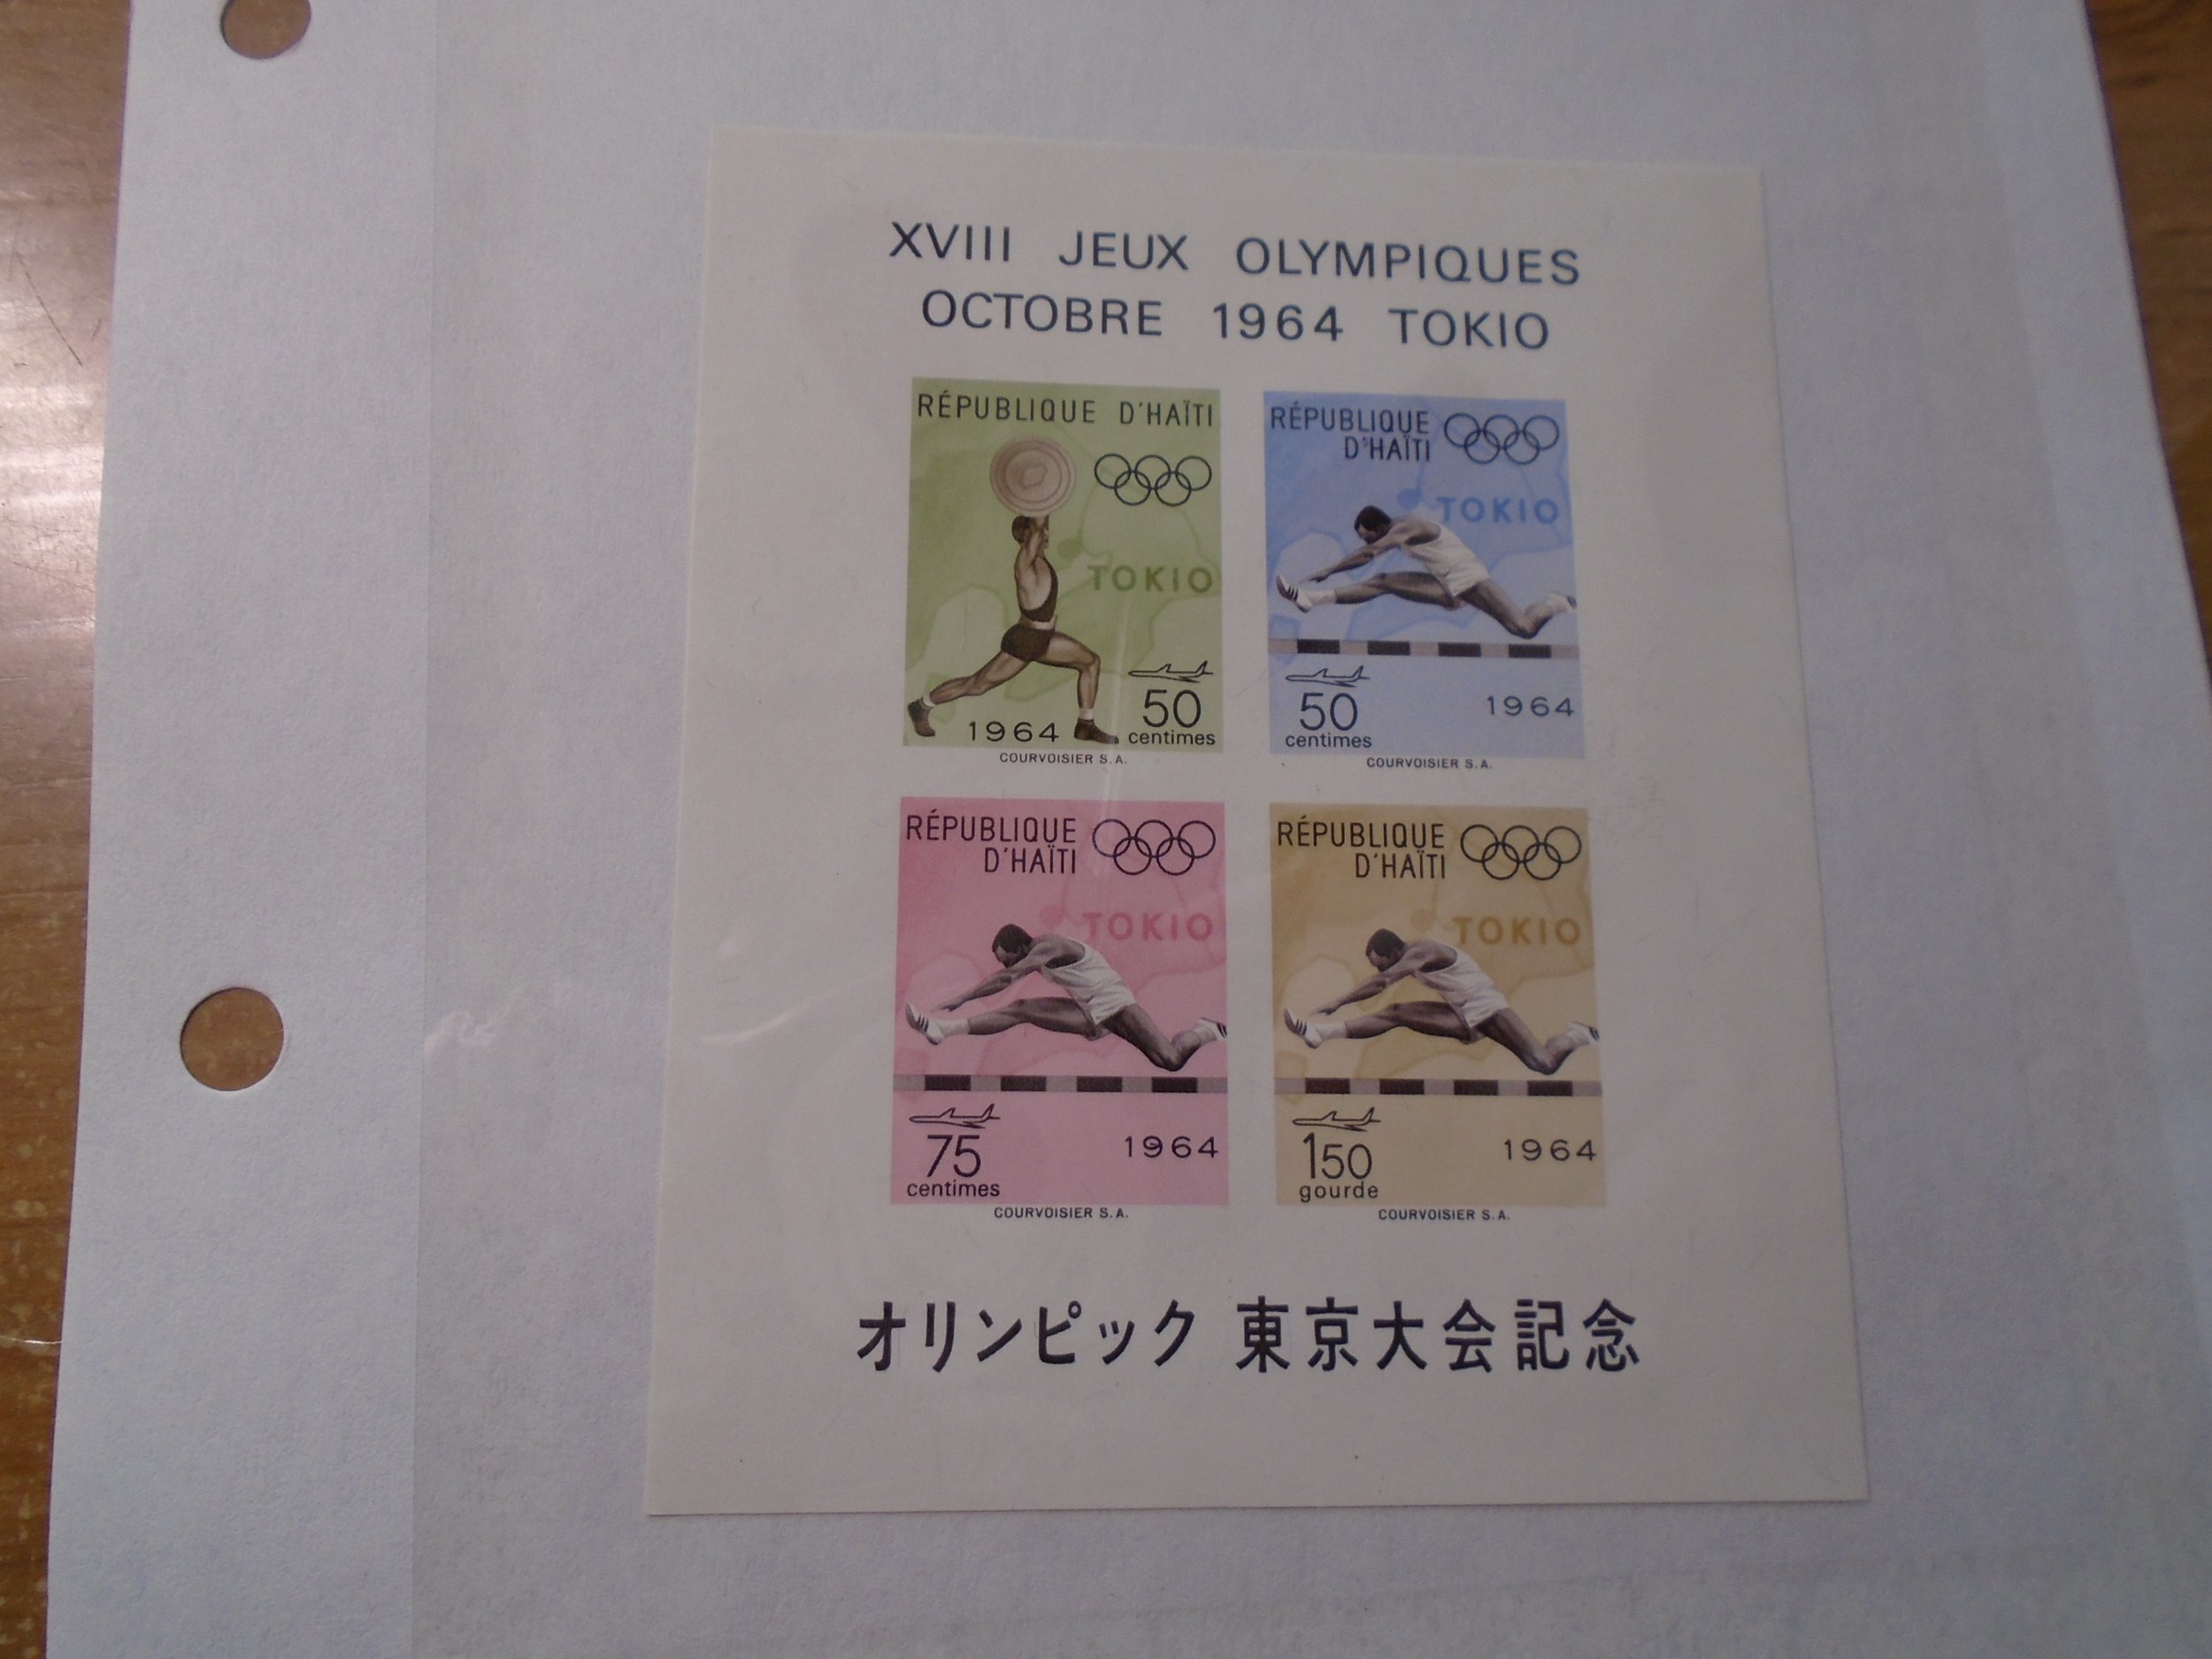 XVIII JEUX OLYMPIQUES
OCTOBRE 1964 TOKIO
RÉPUBLIQUE D'HAÏTI
TOKIO
1964
50
centimes
COURVOISIER S.A.
RÉPUBLIQUE
D'HAÏTI
TOKIO
50
centimes
1964
COURVOISIER S.A.
RÉPUBLIQUE
D'HAÏTI
TOKIO
75
centimes
1964
COURVOISIER S.A.
RÉPUBLIQUE
D'HAÏTI
TOKIO
150
gourde
1964
COURVOISIER S.A.
オリンピック 東京大会記念